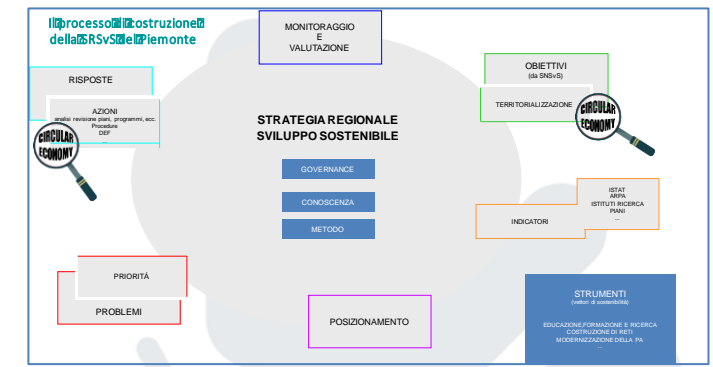 Il processo di costruzione
della SRSvS del Piemonte
MONITORAGGIO
E
VALUTAZIONE
RISPOSTE
AZIONI
analisi revisione piani, programmi, ecc.
Procedure
DEF
...
CIRCULAR
ECONOMY
OBIETTIVI
(da SNSvS)
TERRITORIALIZZAZIONE
CIRCULAR
ECONOMY
STRATEGIA REGIONALE
SVILUPPO SOSTENIBILE
GOVERNANCE
CONOSCENZA
METODO
ISTAT
ARPA
ISTITUTI RICERCA
PIANI
...
INDICATORI
PRIORITÀ
PROBLEMI
POSIZIONAMENTO
STRUMENTI
(vettori di sostenibilità)
EDUCAZIONE,FORMAZIONE E RICERCA
COSTRUZIONE DI RETI
MODERNIZZAZIONE DELLA PA
...